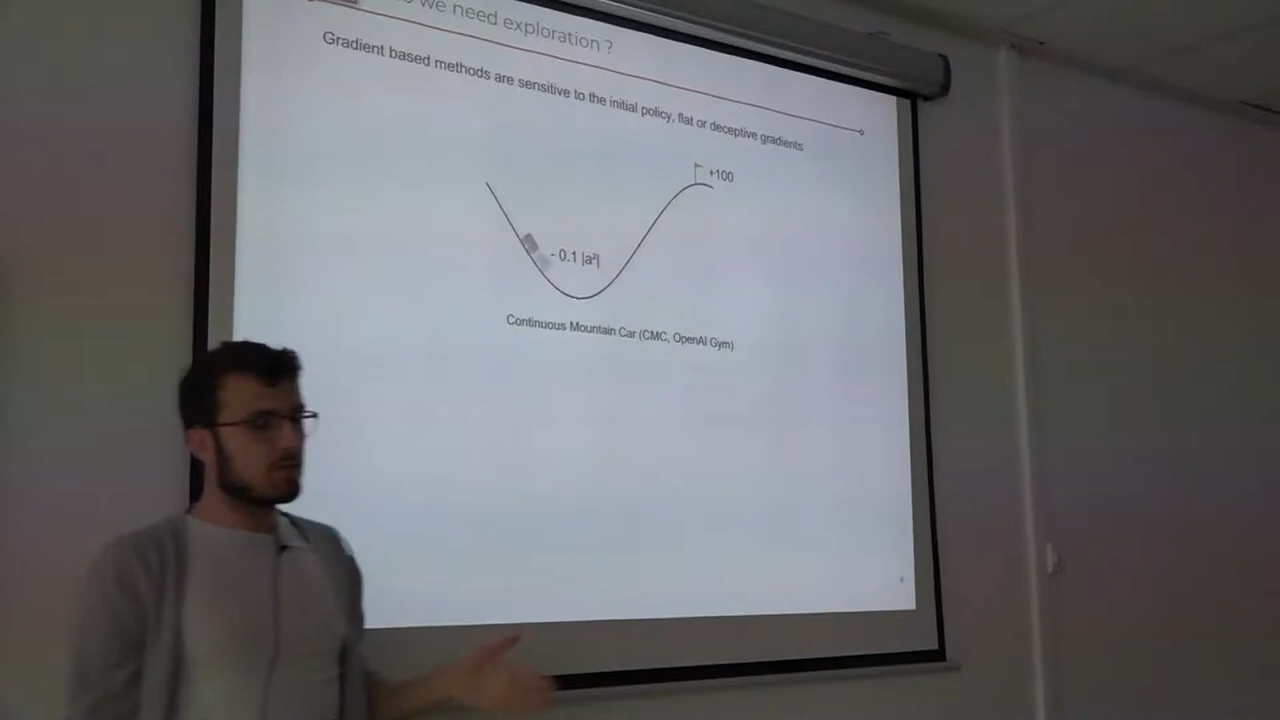 we need exploration ?
Gradient based methods are sensitive to the initial policy, flat or deceptive gradients
+100
- 0.1 |a²|
Continuous Mountain Car (CMC, OpenAI Gym)
4